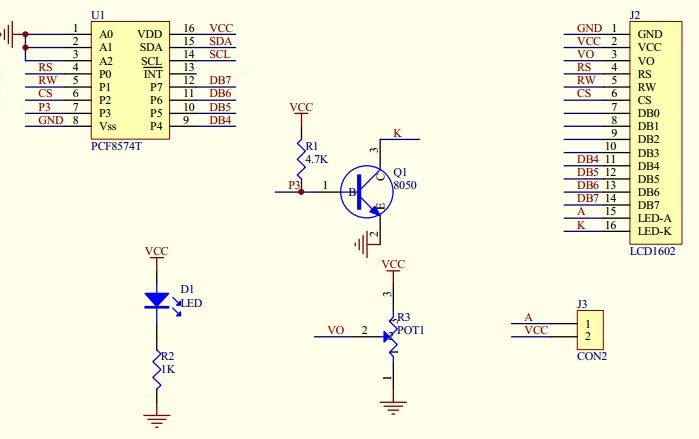 U1
1 A0 VDD 16 VCC
2 A1 SDA 15 SDA
3 A2 SCL 14 SCL
RS 4 P0 INT 13
RW 5 P1 P7 12 DB7
CS 6 P2 P6 11 DB6
P3 7 P3 P5 10 DB5
GND 8 Vss P4 9 DB4
PCF8574T
J2
GND 1 GND
VCC 2 VCC
VO 3 VO
RS 4 RS
RW 5 RW
CS 6 CS
7 DB0
8 DB1
9 DB2
10 DB3
DB4 11 DB4
DB5 12 DB5
DB6 13 DB6
DB7 14 DB7
A 15 LED-A
K 16 LED-K
LCD1602
VCC
R1
4.7K
P3 1 B
3 K
C
Q1
8050
E
2
VCC
D1
LED
R2
1K
VCC
3
R3
POT1
VO 2
1
J3
A 1
VCC 2
CON2